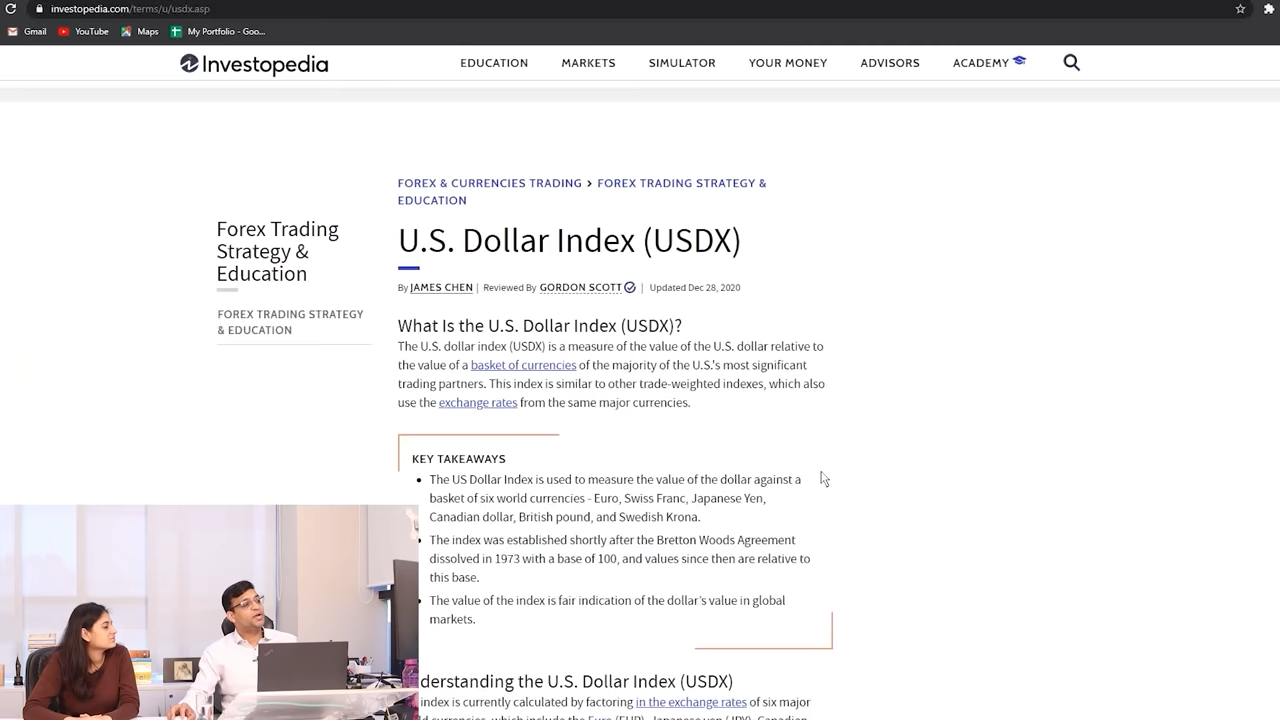 investopedia.com/terms/u/usdx.asp
Gmail YouTube Maps My Portfolio - Goo...
Investopedia EDUCATION MARKETS SIMULATOR YOUR MONEY ADVISORS ACADEMY
FOREX & CURRENCIES TRADING > FOREX TRADING STRATEGY &
EDUCATION
Forex Trading
Strategy &
Education
FOREX TRADING STRATEGY
& EDUCATION
U.S. Dollar Index (USDX)
By JAMES CHEN | Reviewed By GORDON SCOTT | Updated Dec 28, 2020
What Is the U.S. Dollar Index (USDX)?
The U.S. dollar index (USDX) is a measure of the value of the U.S. dollar relative to
the value of a basket of currencies of the majority of the U.S.'s most significant
trading partners. This index is similar to other trade-weighted indexes, which also
use the exchange rates from the same major currencies.
KEY TAKEAWAYS
• The US Dollar Index is used to measure the value of the dollar against a
basket of six world currencies - Euro, Swiss Franc, Japanese Yen,
Canadian dollar, British pound, and Swedish Krona.
• The index was established shortly after the Bretton Woods Agreement
dissolved in 1973 with a base of 100, and values since then are relative to
this base.
• The value of the index is fair indication of the dollar's value in global
markets.
derstanding the U.S. Dollar Index (USDX)
index is currently calculated by factoring in the exchange rates of six major
currencies, which include the Euro (EUR), Japanese yen (JPY), Canadian